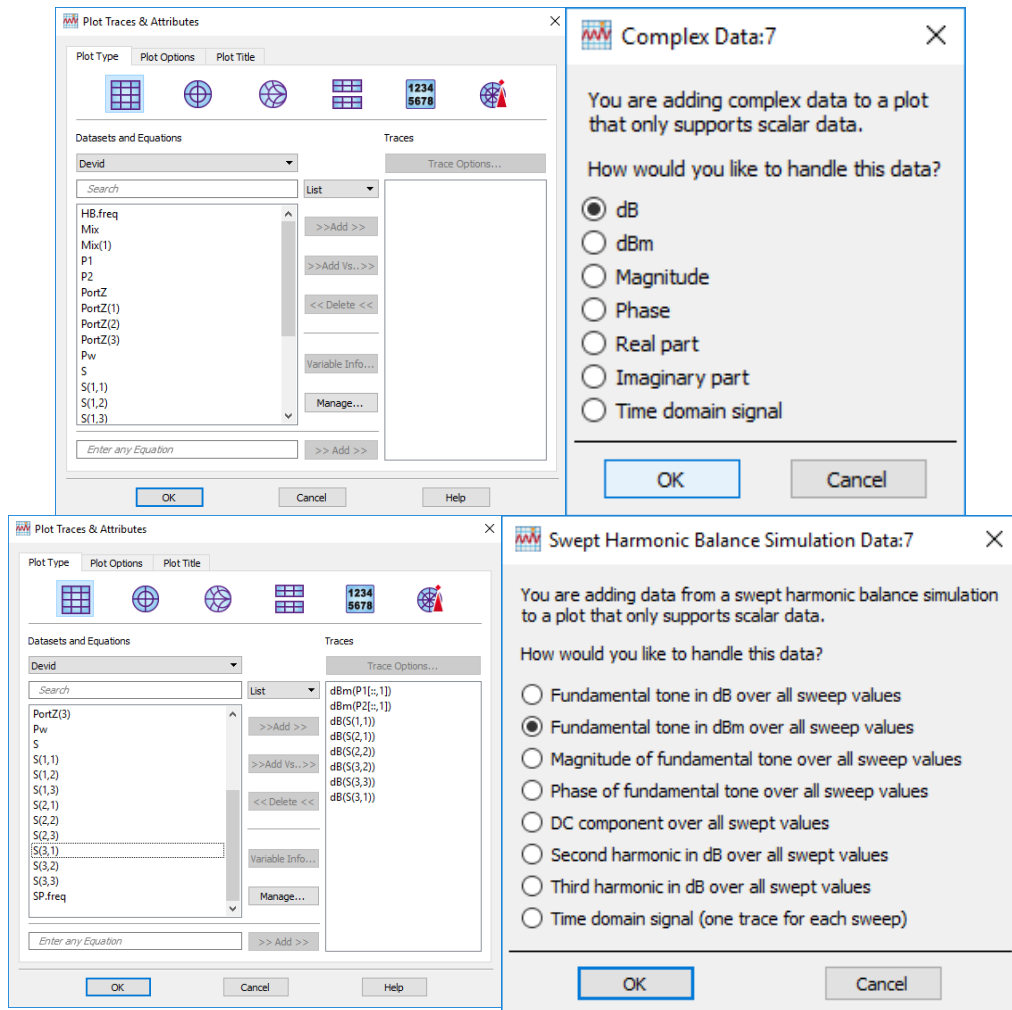 Plot Traces & Attributes
Plot Type
Plot Options
Plot Title
1234
5678
Datasets and Equations
Traces
Devid
Trace Options...
Search
List
HB.freq
Mix
Mix(1)
P1
P2
PortZ
PortZ(1)
PortZ(2)
PortZ(3)
Pw
S
S(1,1)
S(1,2)
S(1,3)
>>Add >>
>>Add Vs..>>
<< Delete <<
Variable Info...
Manage...
Enter any Equation
>> Add >>
OK
Cancel
Help
Complex Data:7
You are adding complex data to a plot
that only supports scalar data.
How would you like to handle this data?
dB
dBm
Magnitude
Phase
Real part
Imaginary part
Time domain signal
OK
Cancel
Plot Traces & Attributes
Plot Type
Plot Options
Plot Title
1234
5678
Datasets and Equations
Traces
Devid
Trace Options...
Search
List
PortZ(3)
Pw
S
S(1,1)
S(1,2)
S(1,3)
S(2,1)
S(2,2)
S(2,3)
S(3,1)
S(3,2)
S(3,3)
SP.freq
>>Add >>
>>Add Vs..>>
<< Delete <<
Variable Info...
Manage...
dBm(P1[::,1])
dBm(P2[::,1])
dB(S(1,1))
dB(S(2,1))
dB(S(2,2))
dB(S(3,2))
dB(S(3,3))
dB(S(3,1))
Enter any Equation
>> Add >>
OK
Cancel
Help
Swept Harmonic Balance Simulation Data:7
You are adding data from a swept harmonic balance simulation
to a plot that only supports scalar data.
How would you like to handle this data?
Fundamental tone in dB over all sweep values
Fundamental tone in dBm over all sweep values
Magnitude of fundamental tone over all sweep values
Phase of fundamental tone over all sweep values
DC component over all swept values
Second harmonic in dB over all swept values
Third harmonic in dB over all swept values
Time domain signal (one trace for each sweep)
OK
Cancel